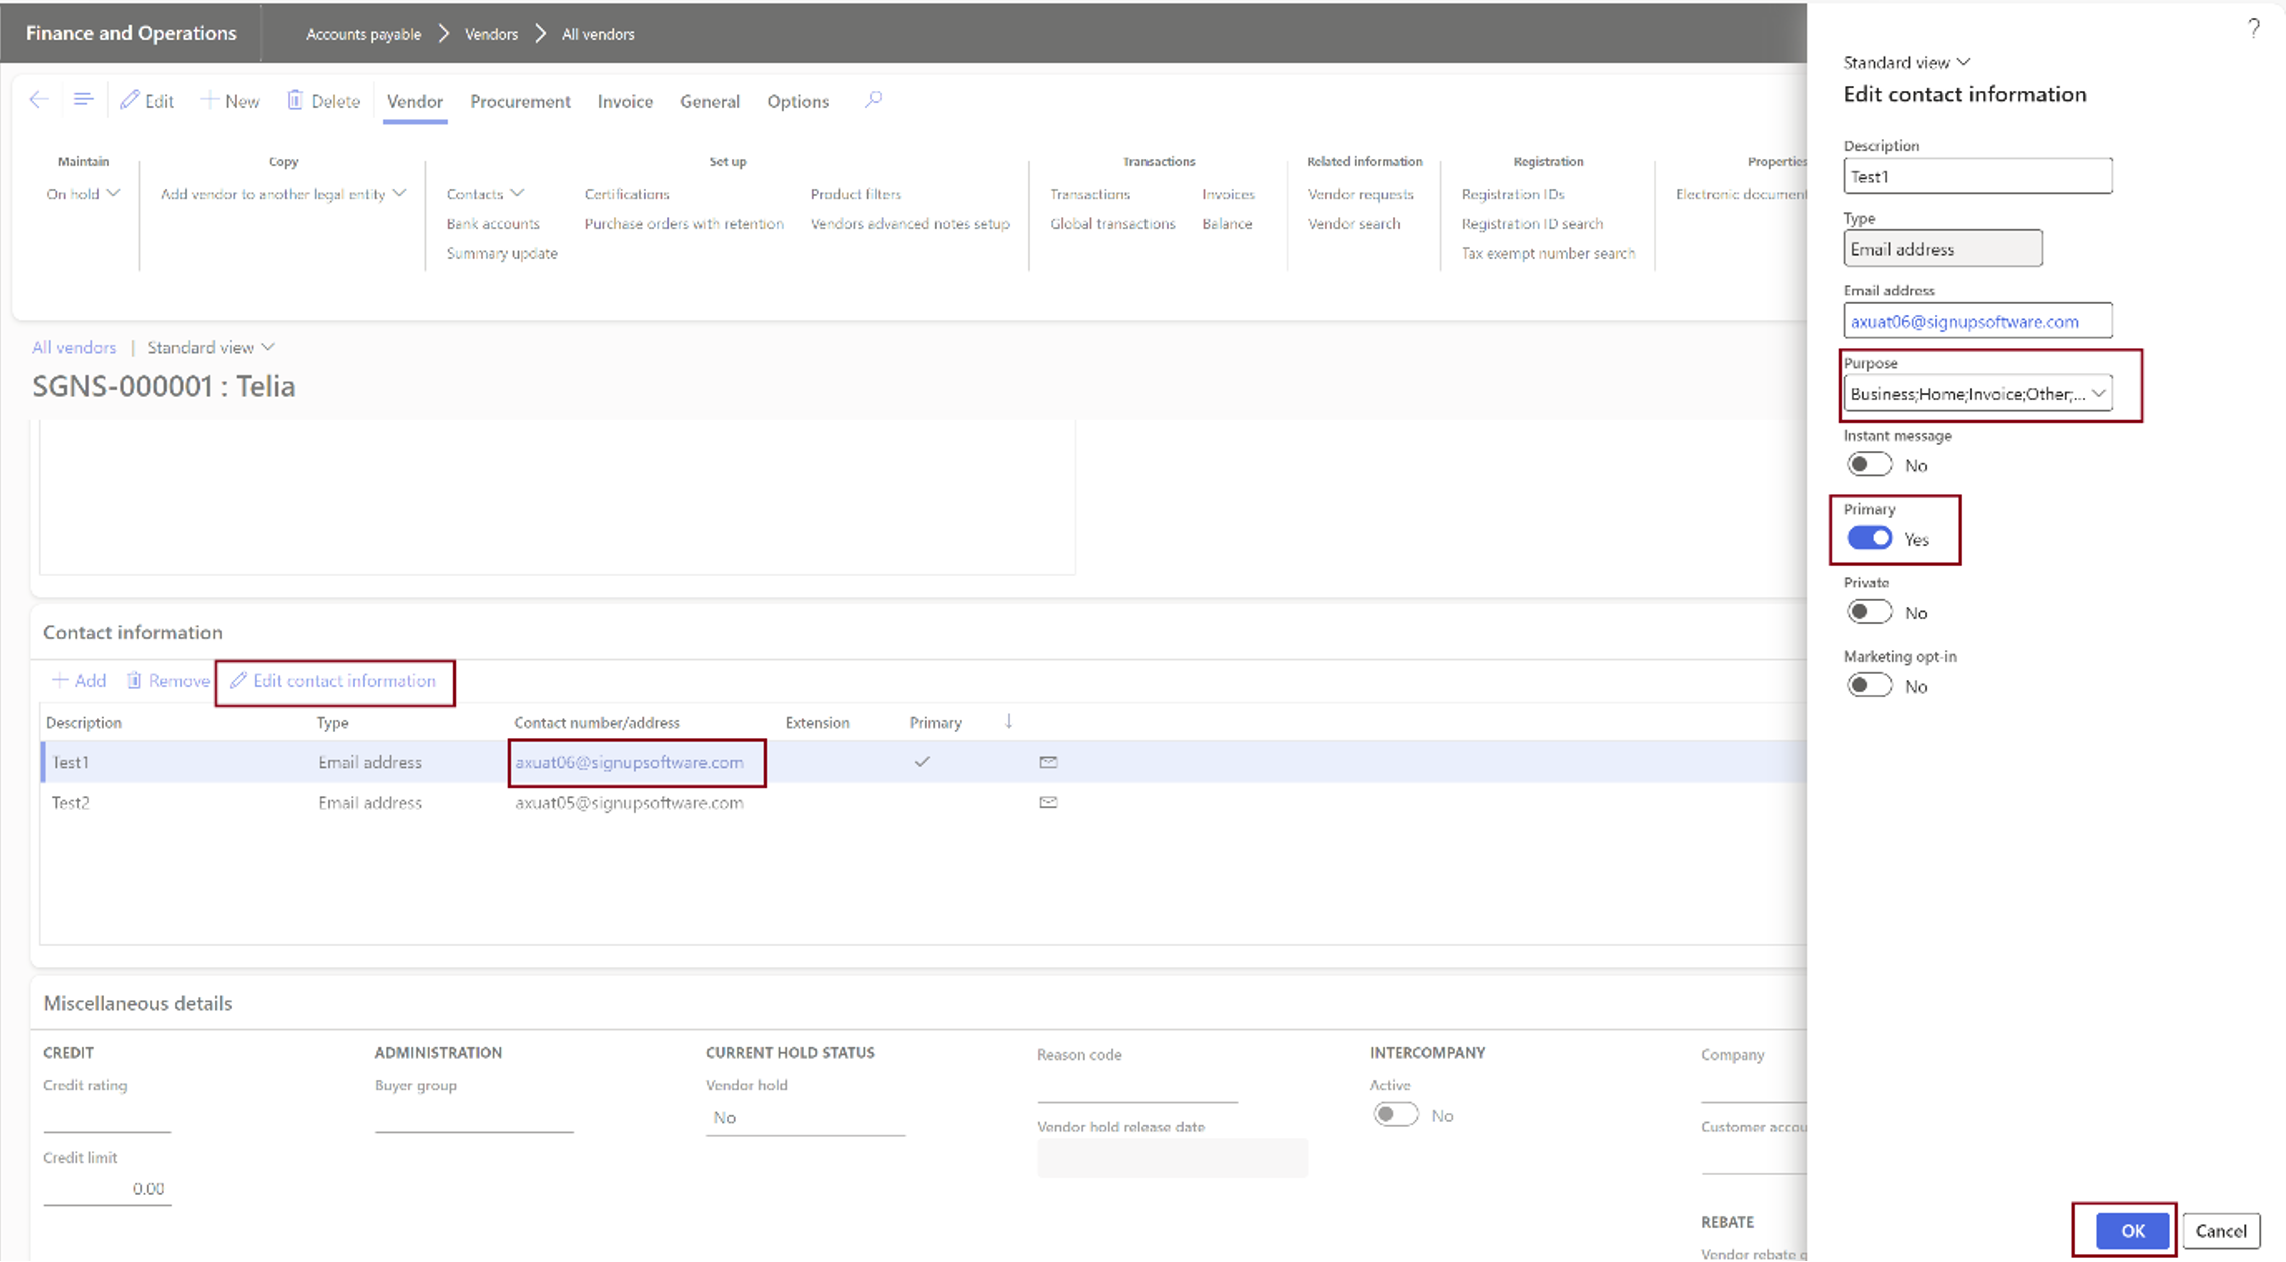 Finance and Operations
Accounts payable > Vendors > All vendors
Edit New Delete Vendor Procurement Invoice General Options
Maintain
On hold
Copy
Add vendor to another legal entity
Set up
Contacts
Bank accounts
Summary update
Certifications
Purchase orders with retention
Product filters
Vendors advanced notes setup
Transactions
Transactions
Global transactions
Invoices
Balance
Related information
Vendor requests
Vendor search
Registration
Registration IDs
Registration ID search
Tax exempt number search
Properties
Electronic document
All vendors | Standard view
SGNS-000001 : Telia
Contact information
Add Remove Edit contact information
Description Type Contact number/address Extension Primary
Test1 Email address axuat06@signupsoftware.com
Test2 Email address axuat05@signupsoftware.com
Miscellaneous details
CREDIT
Credit rating
Credit limit
0.00
ADMINISTRATION
Buyer group
CURRENT HOLD STATUS
Vendor hold
No
Reason code
Vendor hold release date
INTERCOMPANY
Active
No
Company
Customer accou
REBATE
Vendor rebate g
?
Standard view
Edit contact information
Description
Test1
Type
Email address
Email address
axuat06@signupsoftware.com
Purpose
Business;Home;Invoice;Other;...
Instant message
No
Primary
Yes
Private
No
Marketing opt-in
No
OK Cancel